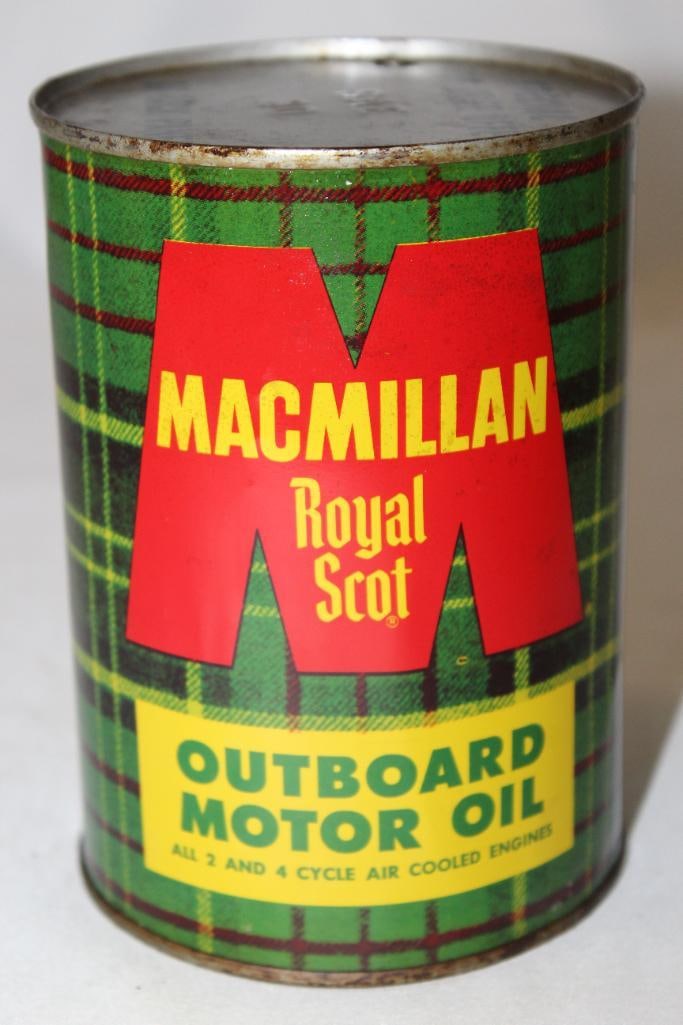 MACMILLAN
Royal
Scot®
OUTBOARD
MOTOR OIL
ALL 2 AND 4 CYCLE AIR COOLED ENGINES